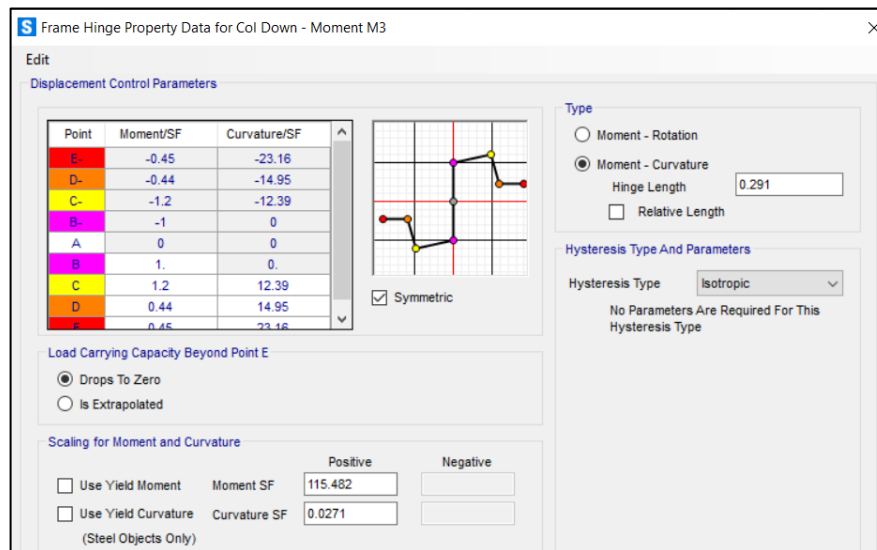 S Frame Hinge Property Data for Col Down - Moment M3
Edit
Displacement Control Parameters
Point Moment/SF Curvature/SF
E- -0.45 -23.16
D- -0.44 -14.95
C- -1.2 -12.39
B- -1 0
A 0 0
B 1. 0.
C 1.2 12.39
D 0.44 14.95
E 0.45 23.16
Symmetric
Type
Moment - Rotation
Moment - Curvature
Hinge Length 0.291
Relative Length
Hysteresis Type And Parameters
Hysteresis Type Isotropic
No Parameters Are Required For This
Hysteresis Type
Load Carrying Capacity Beyond Point E
Drops To Zero
Is Extrapolated
Scaling for Moment and Curvature
Positive Negative
Use Yield Moment Moment SF 115.482
Use Yield Curvature Curvature SF 0.0271
(Steel Objects Only)